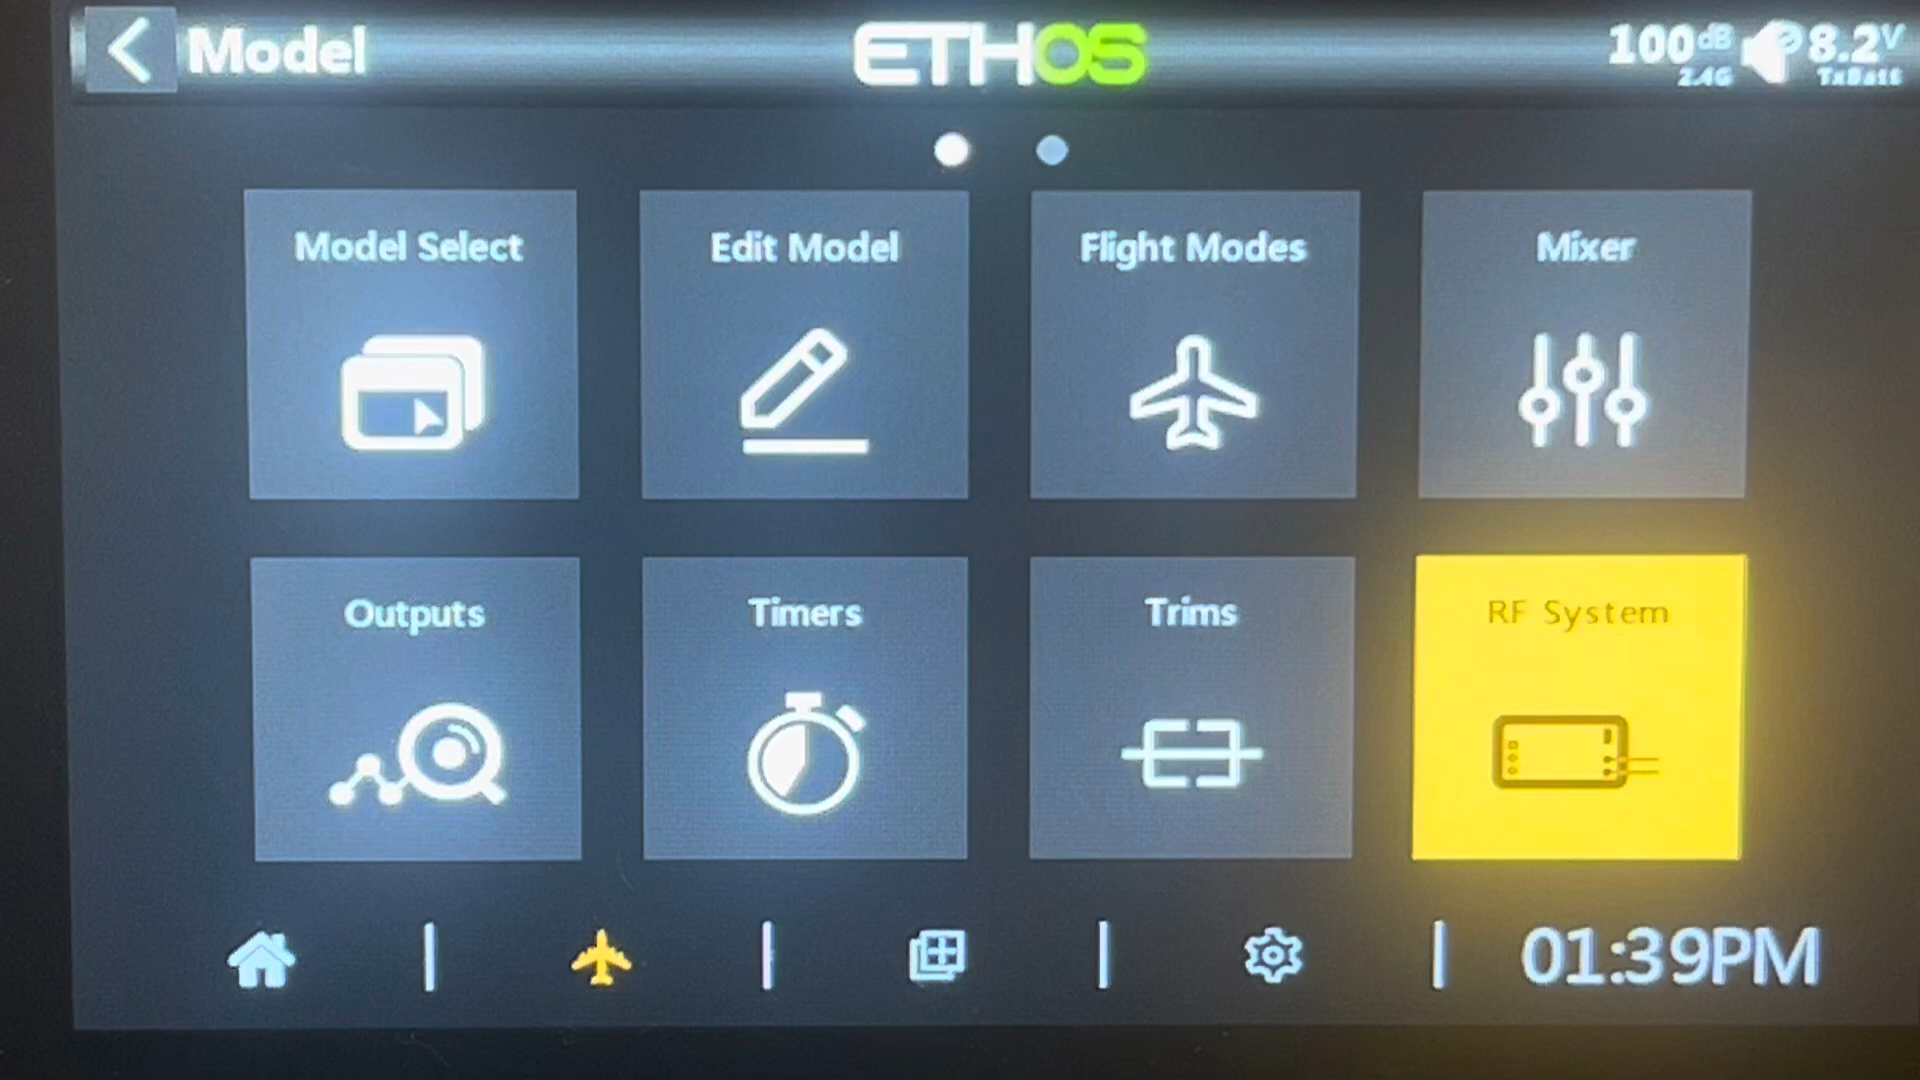 Model
ETHOS
100dB
2.4G
8.2V
TxBatt
Model Select
Edit Model
Flight Modes
Mixer
Outputs
Timers
Trims
RF System
01:39PM